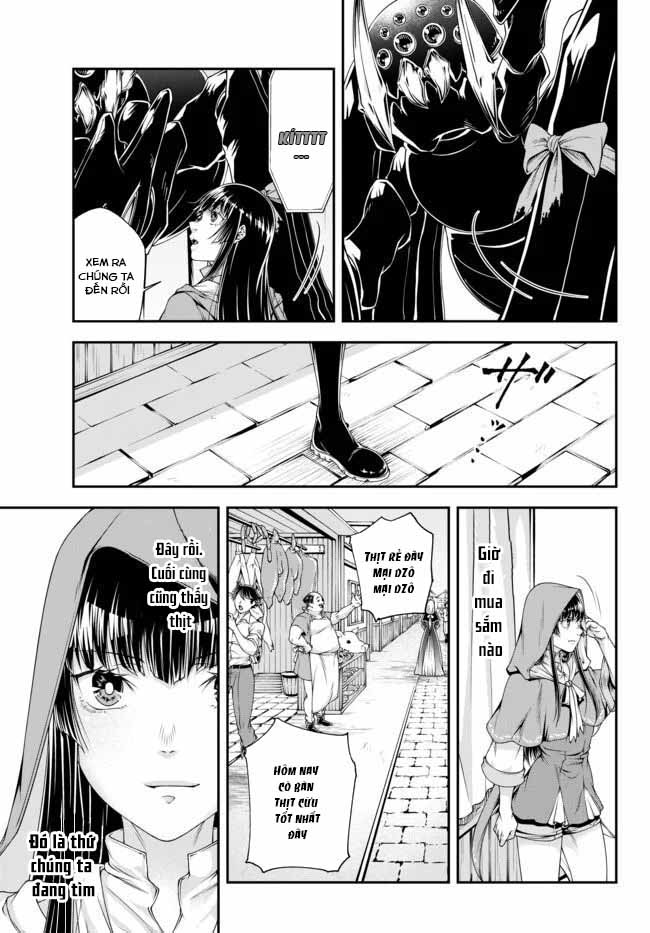 KÍTTTT
---
XEM RA
CHÚNG TA
ĐẾN RỒI
ザッ
Giờ
đi
mua
sắm
nào
THỊT RẺ ĐÂY
MẠI DZÔ
MẠI DZÔ
HÔM NAY
CÓ BÁN
THỊT CỪU
TỐT NHẤT
ĐÂY
Đây rồi.
Cuối cùng
cũng thấy
thịt
Đó là thứ
chúng ta
đang tìm